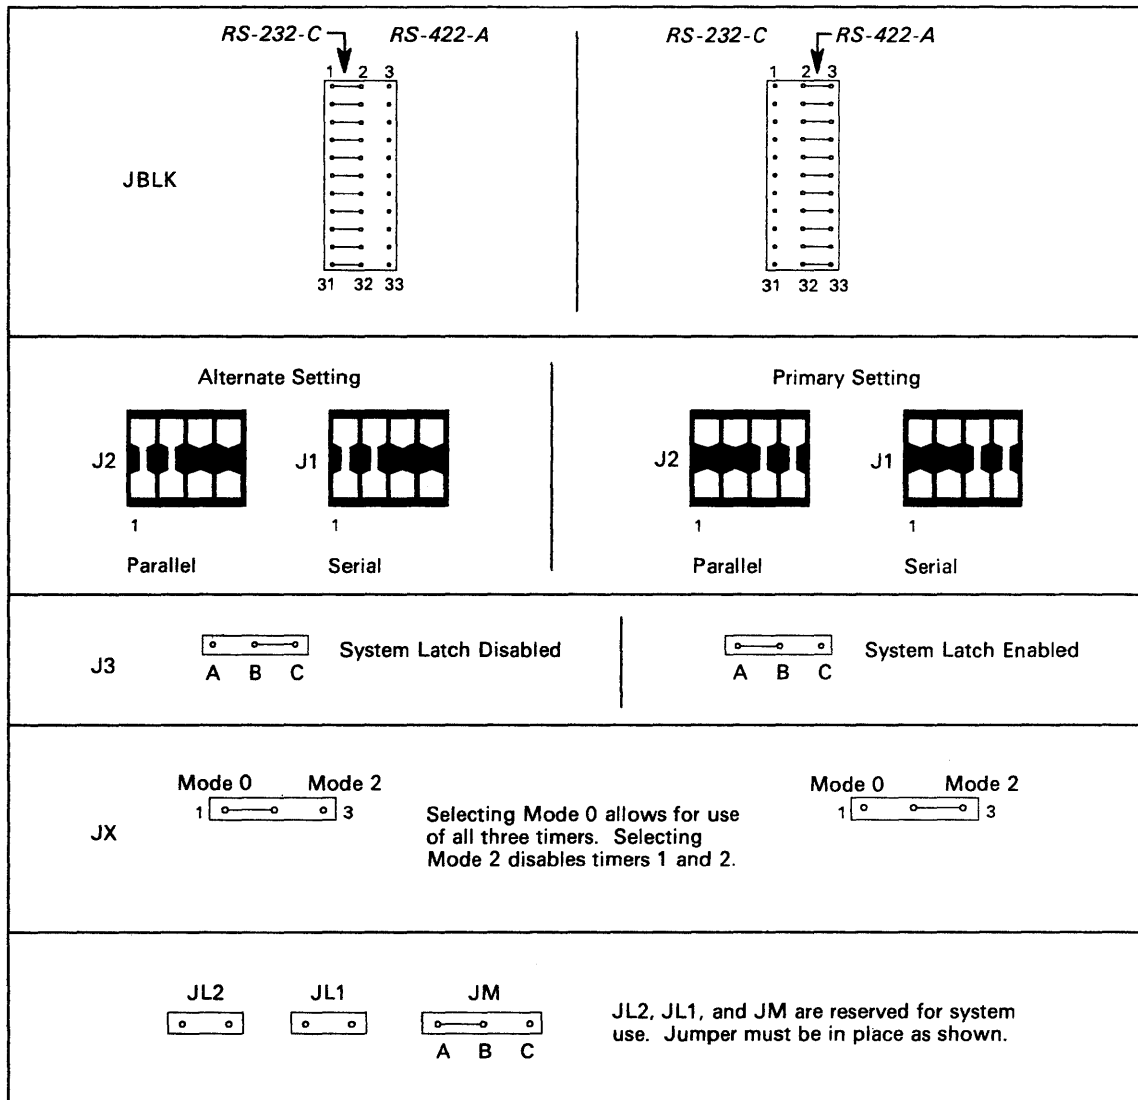 RS-232-C RS-422-A
1 2 3
31 32 33
RS-232-C RS-422-A
1 2 3
31 32 33
JBLK
Alternate Setting
J2
1
Parallel
J1
1
Serial
Primary Setting
J2
1
Parallel
J1
1
Serial
J3
A B C
System Latch Disabled
A B C
System Latch Enabled
JX
Mode 0 Mode 2
1 3
Selecting Mode 0 allows for use
of all three timers. Selecting
Mode 2 disables timers 1 and 2.
Mode 0 Mode 2
1 3
JL2 JL1 JM
A B C
JL2, JL1, and JM are reserved for system
use. Jumper must be in place as shown.